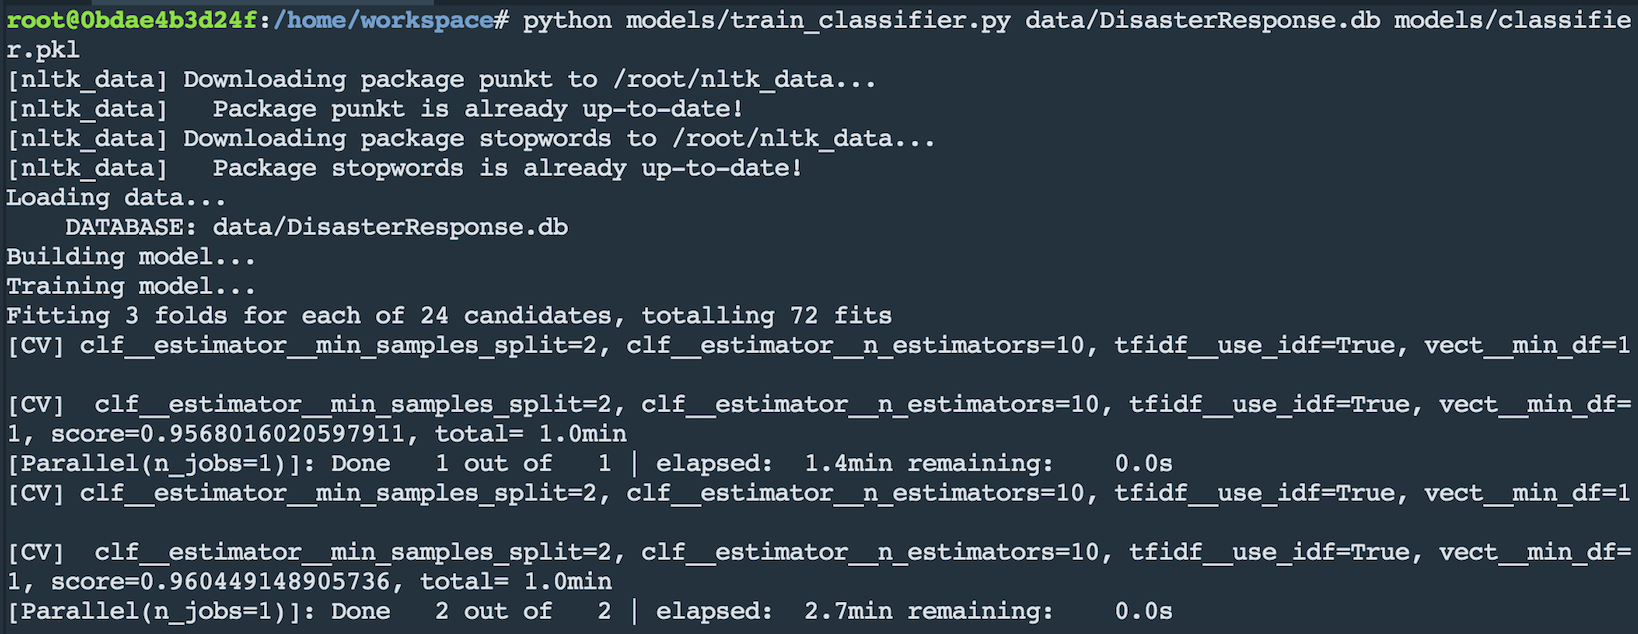 root@0bdae4b3d24f:/home/workspace# python models/train_classifier.py data/DisasterResponse.db models/classifie
r.pkl
[nltk_data] Downloading package punkt to /root/nltk_data...
[nltk_data]   Package punkt is already up-to-date!
[nltk_data] Downloading package stopwords to /root/nltk_data...
[nltk_data]   Package stopwords is already up-to-date!
Loading data...
    DATABASE: data/DisasterResponse.db
Building model...
Training model...
Fitting 3 folds for each of 24 candidates, totalling 72 fits
[CV] clf__estimator__min_samples_split=2, clf__estimator__n_estimators=10, tfidf__use_idf=True, vect__min_df=1
[CV]  clf__estimator__min_samples_split=2, clf__estimator__n_estimators=10, tfidf__use_idf=True, vect__min_df=
1, score=0.9568016020597911, total= 1.0min
[Parallel(n_jobs=1)]: Done   1 out of   1 | elapsed:  1.4min remaining:    0.0s
[CV] clf__estimator__min_samples_split=2, clf__estimator__n_estimators=10, tfidf__use_idf=True, vect__min_df=1
[CV]  clf__estimator__min_samples_split=2, clf__estimator__n_estimators=10, tfidf__use_idf=True, vect__min_df=
1, score=0.960449148905736, total= 1.0min
[Parallel(n_jobs=1)]: Done   2 out of   2 | elapsed:  2.7min remaining:    0.0s